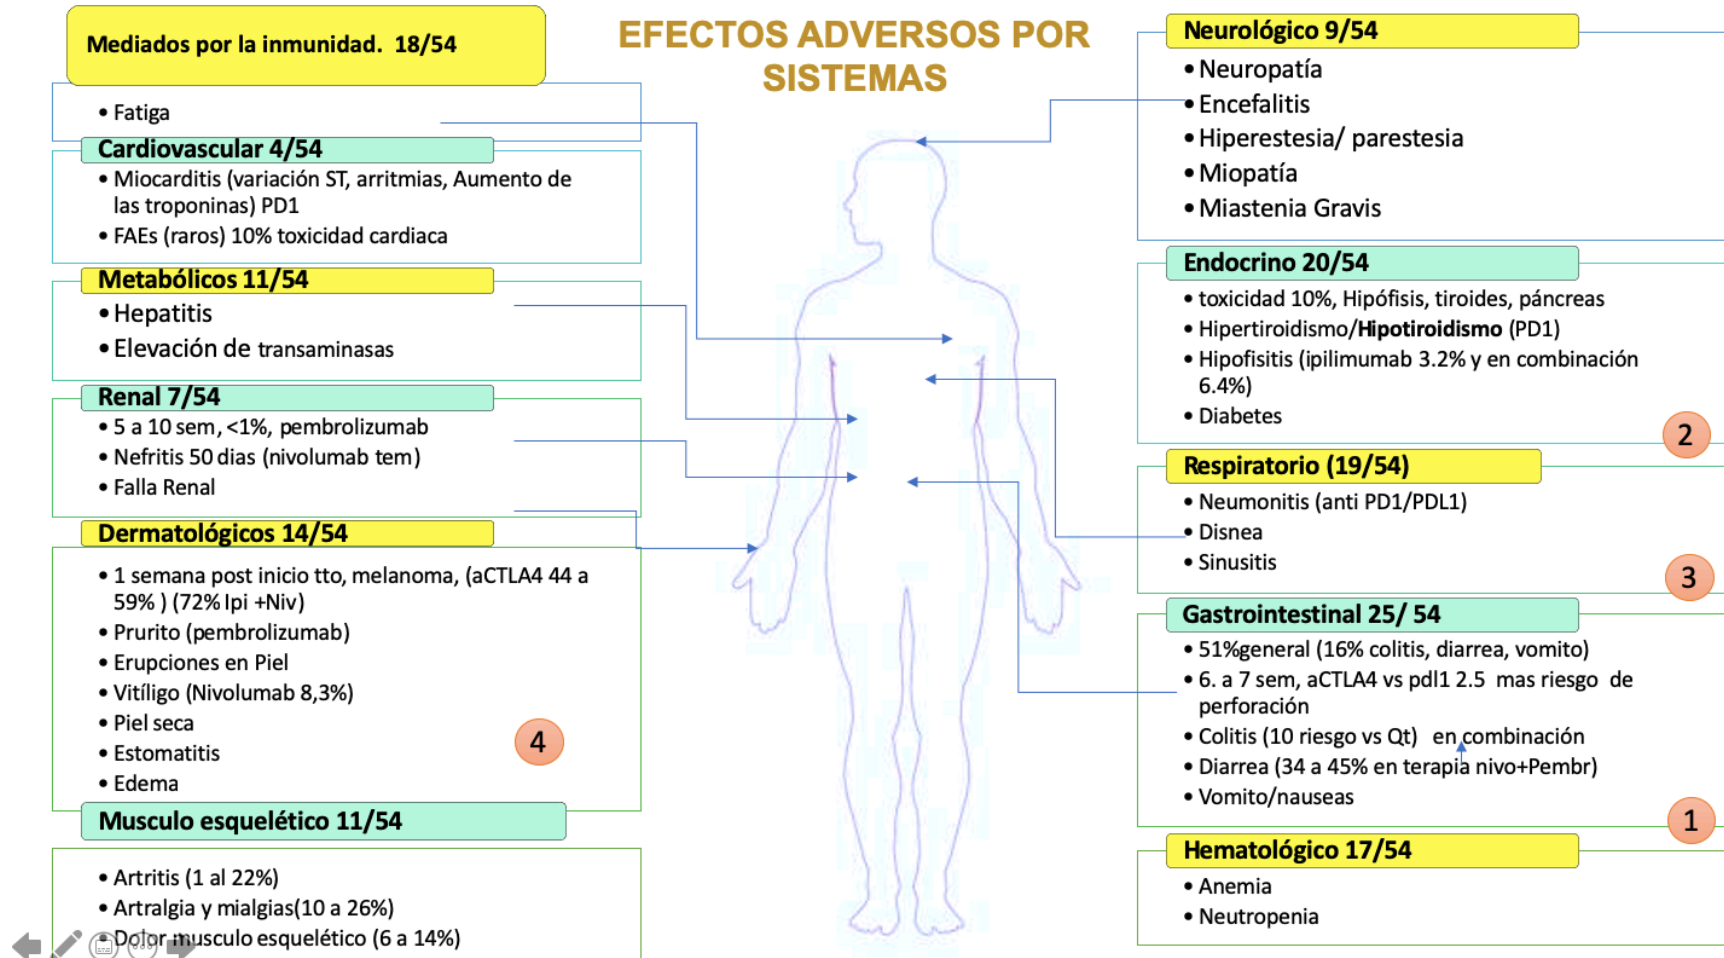 EFECTOS ADVERSOS POR
SISTEMAS
Mediados por la inmunidad. 18/54
• Fatiga
Cardiovascular 4/54
• Miocarditis (variación ST, arritmias, Aumento de
las troponinas) PD1
• FAEs (raros) 10% toxicidad cardiaca
Metabólicos 11/54
• Hepatitis
• Elevación de transaminasas
Renal 7/54
• 5 a 10 sem, <1%, pembrolizumab
• Nefritis 50 dias (nivolumab tem)
• Falla Renal
Dermatológicos 14/54
• 1 semana post inicio tto, melanoma, (aCTLA4 44 a
59% ) (72% Ipi +Niv)
• Prurito (pembrolizumab)
• Erupciones en Piel
• Vitíligo (Nivolumab 8,3%)
• Piel seca
• Estomatitis
• Edema
4
Musculo esquelético 11/54
• Artritis (1 al 22%)
• Artralgia y mialgias(10 a 26%)
• Dolor musculo esquelético (6 a 14%)
Neurológico 9/54
• Neuropatía
• Encefalitis
• Hiperestesia/ parestesia
• Miopatía
• Miastenia Gravis
Endocrino 20/54
• toxicidad 10%, Hipófisis, tiroides, páncreas
• Hipertiroidismo/Hipotiroidismo (PD1)
• Hipofisitis (ipilimumab 3.2% y en combinación
6.4%)
• Diabetes
2
Respiratorio (19/54)
• Neumonitis (anti PD1/PDL1)
• Disnea
• Sinusitis
3
Gastrointestinal 25/ 54
• 51%general (16% colitis, diarrea, vomito)
• 6. a 7 sem, aCTLA4 vs pdl1 2.5 mas riesgo de
perforación
• Colitis (10 riesgo vs Qt) en combinación
• Diarrea (34 a 45% en terapia nivo+Pembr)
• Vomito/nauseas
1
Hematológico 17/54
• Anemia
• Neutropenia